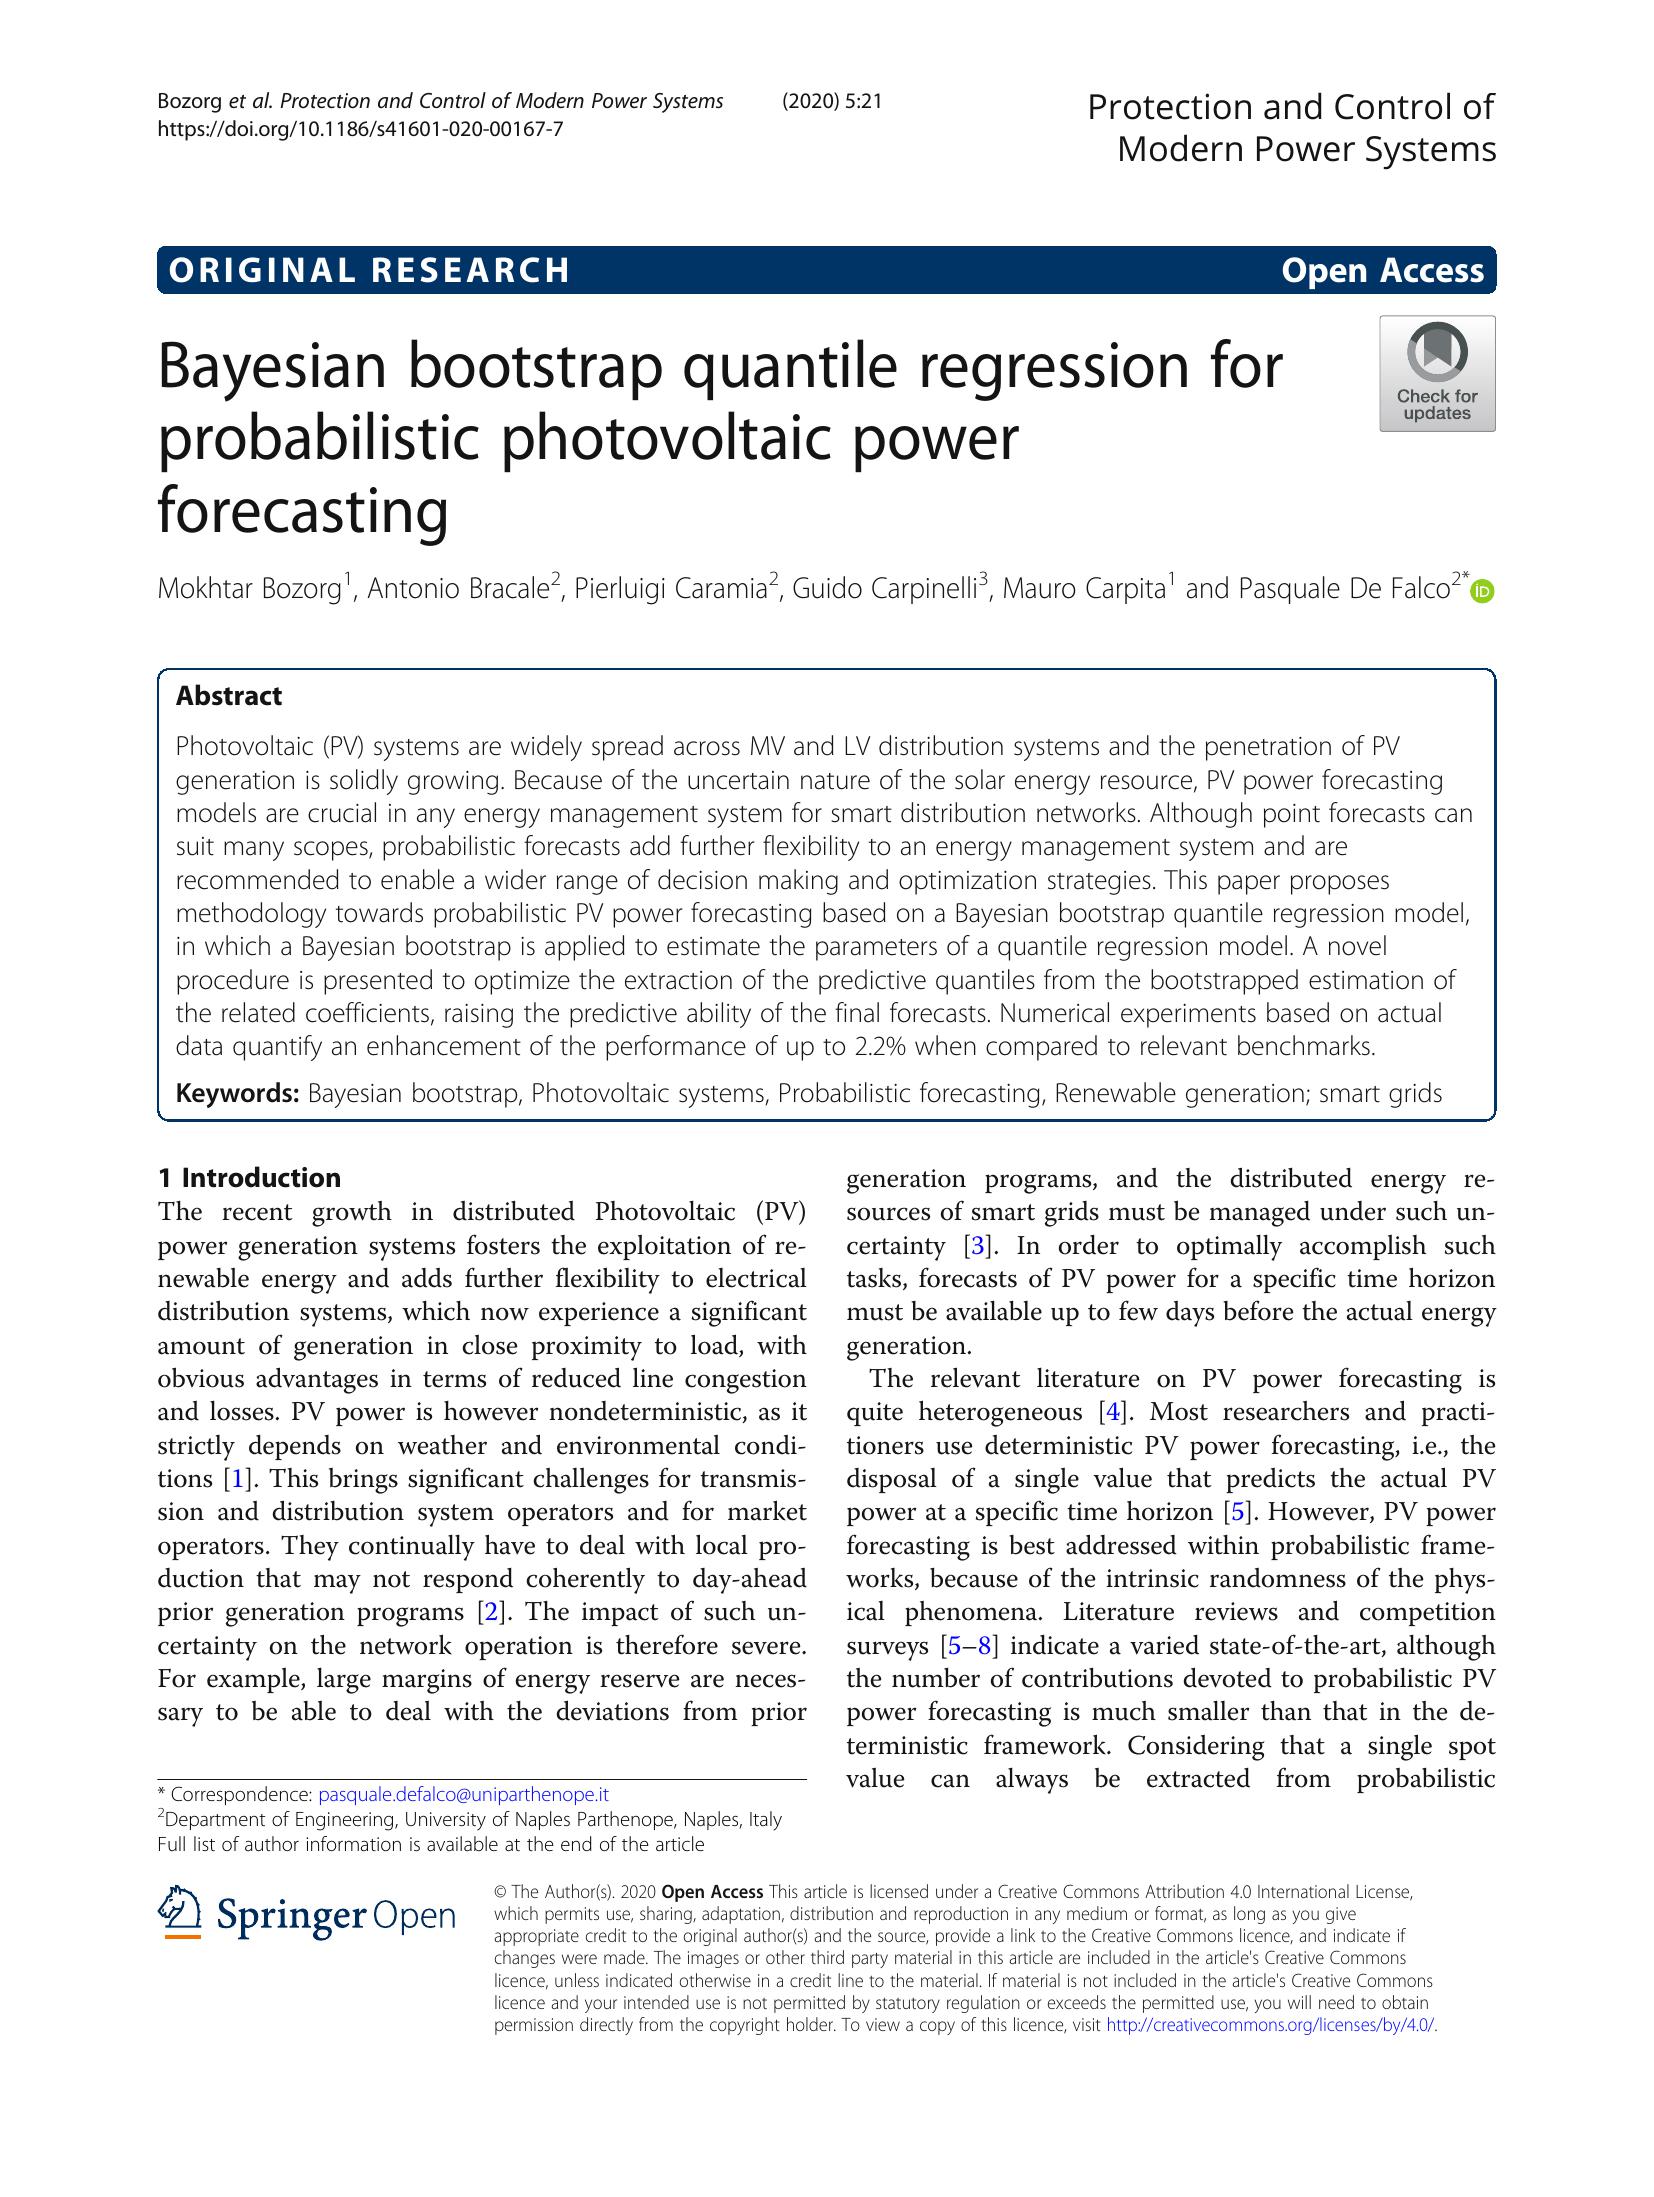 Bozorg et al. Protection and Control of Modern Power Systems (2020) 5:21
https://doi.org/10.1186/s41601-020-00167-7
Protection and Control of
Modern Power Systems
ORIGINAL RESEARCH
Open Access
Bayesian bootstrap quantile regression for
probabilistic photovoltaic power
forecasting
Check for
updates
Mokhtar Bozorg1, Antonio Bracale2, Pierluigi Caramia2, Guido Carpinelli3, Mauro Carpita1 and Pasquale De Falco2*
iD
Abstract
Photovoltaic (PV) systems are widely spread across MV and LV distribution systems and the penetration of PV
generation is solidly growing. Because of the uncertain nature of the solar energy resource, PV power forecasting
models are crucial in any energy management system for smart distribution networks. Although point forecasts can
suit many scopes, probabilistic forecasts add further flexibility to an energy management system and are
recommended to enable a wider range of decision making and optimization strategies. This paper proposes
methodology towards probabilistic PV power forecasting based on a Bayesian bootstrap quantile regression model,
in which a Bayesian bootstrap is applied to estimate the parameters of a quantile regression model. A novel
procedure is presented to optimize the extraction of the predictive quantiles from the bootstrapped estimation of
the related coefficients, raising the predictive ability of the final forecasts. Numerical experiments based on actual
data quantify an enhancement of the performance of up to 2.2% when compared to relevant benchmarks.
Keywords: Bayesian bootstrap, Photovoltaic systems, Probabilistic forecasting, Renewable generation; smart grids
1 Introduction
The recent growth in distributed Photovoltaic (PV)
power generation systems fosters the exploitation of re-
newable energy and adds further flexibility to electrical
distribution systems, which now experience a significant
amount of generation in close proximity to load, with
obvious advantages in terms of reduced line congestion
and losses. PV power is however nondeterministic, as it
strictly depends on weather and environmental condi-
tions [1]. This brings significant challenges for transmis-
sion and distribution system operators and for market
operators. They continually have to deal with local pro-
duction that may not respond coherently to day-ahead
prior generation programs [2]. The impact of such un-
certainty on the network operation is therefore severe.
For example, large margins of energy reserve are neces-
sary to be able to deal with the deviations from prior
generation programs, and the distributed energy re-
sources of smart grids must be managed under such un-
certainty [3]. In order to optimally accomplish such
tasks, forecasts of PV power for a specific time horizon
must be available up to few days before the actual energy
generation.
The relevant literature on PV power forecasting is
quite heterogeneous [4]. Most researchers and practi-
tioners use deterministic PV power forecasting, i.e., the
disposal of a single value that predicts the actual PV
power at a specific time horizon [5]. However, PV power
forecasting is best addressed within probabilistic frame-
works, because of the intrinsic randomness of the phys-
ical phenomena. Literature reviews and competition
surveys [5–8] indicate a varied state-of-the-art, although
the number of contributions devoted to probabilistic PV
power forecasting is much smaller than that in the de-
terministic framework. Considering that a single spot
value can always be extracted from probabilistic
* Correspondence: pasquale.defalco@uniparthenope.it
2Department of Engineering, University of Naples Parthenope, Naples, Italy
Full list of author information is available at the end of the article
Springer Open
© The Author(s). 2020 Open Access This article is licensed under a Creative Commons Attribution 4.0 International License,
which permits use, sharing, adaptation, distribution and reproduction in any medium or format, as long as you give
appropriate credit to the original author(s) and the source, provide a link to the Creative Commons licence, and indicate if
changes were made. The images or other third party material in this article are included in the article's Creative Commons
licence, unless indicated otherwise in a credit line to the material. If material is not included in the article's Creative Commons
licence and your intended use is not permitted by statutory regulation or exceeds the permitted use, you will need to obtain
permission directly from the copyright holder. To view a copy of this licence, visit http://creativecommons.org/licenses/by/4.0/.